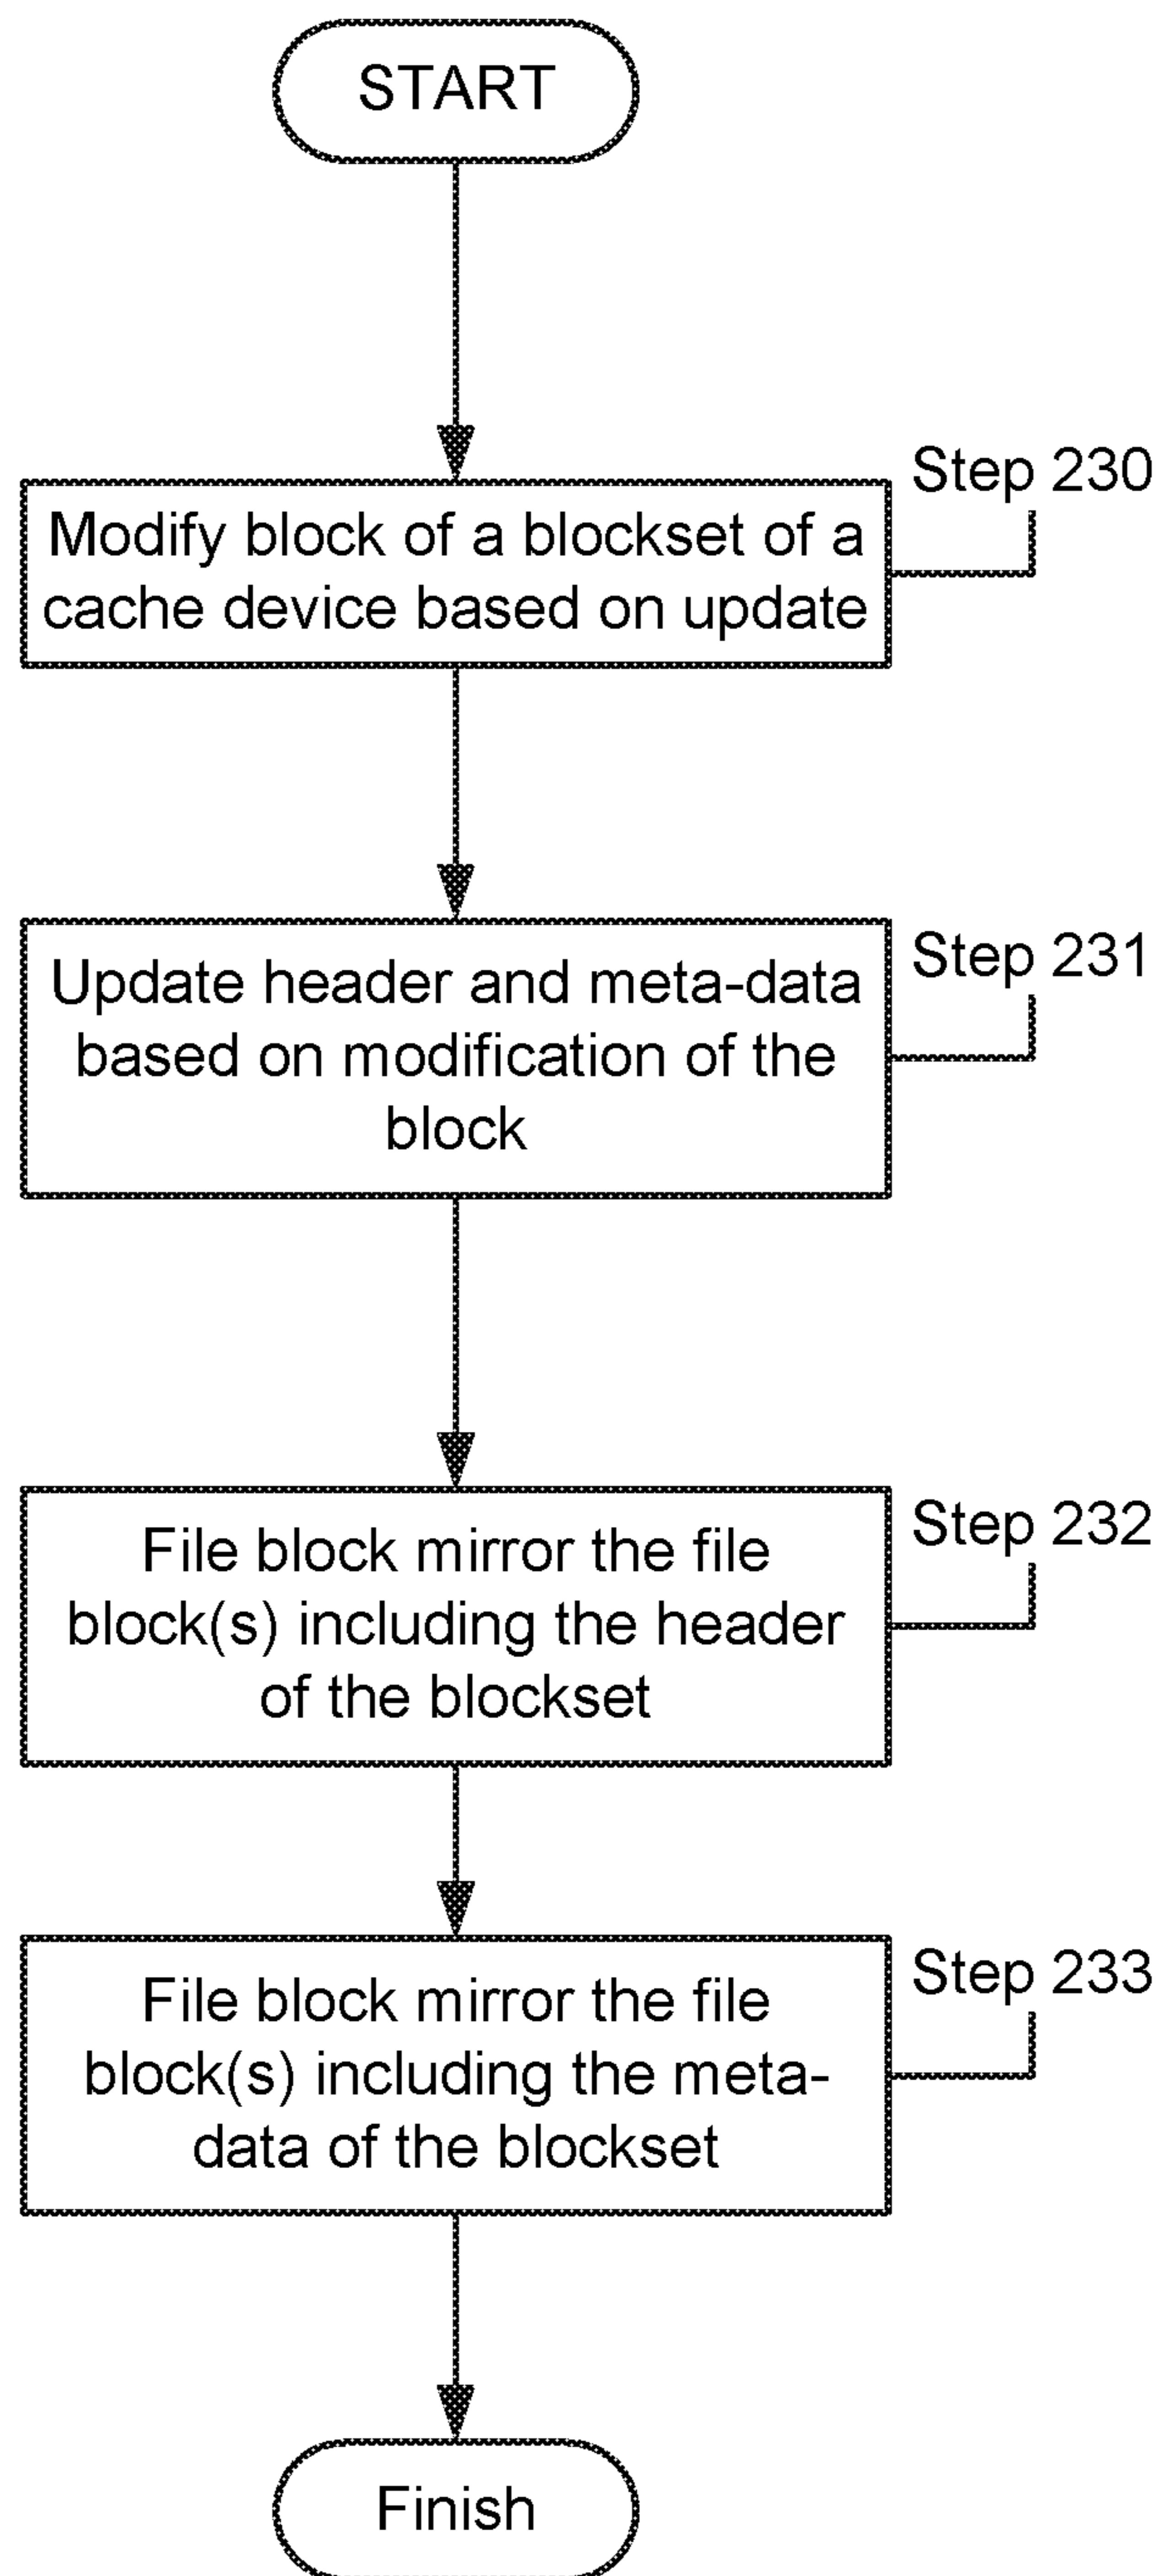 START
Step 230
Modify block of a blockset of a
cache device based on update
Step 231
Update header and meta-data
based on modification of the
block
Step 232
File block mirror the file
block(s) including the header
of the blockset
Step 233
File block mirror the file
block(s) including the meta-
data of the blockset
Finish